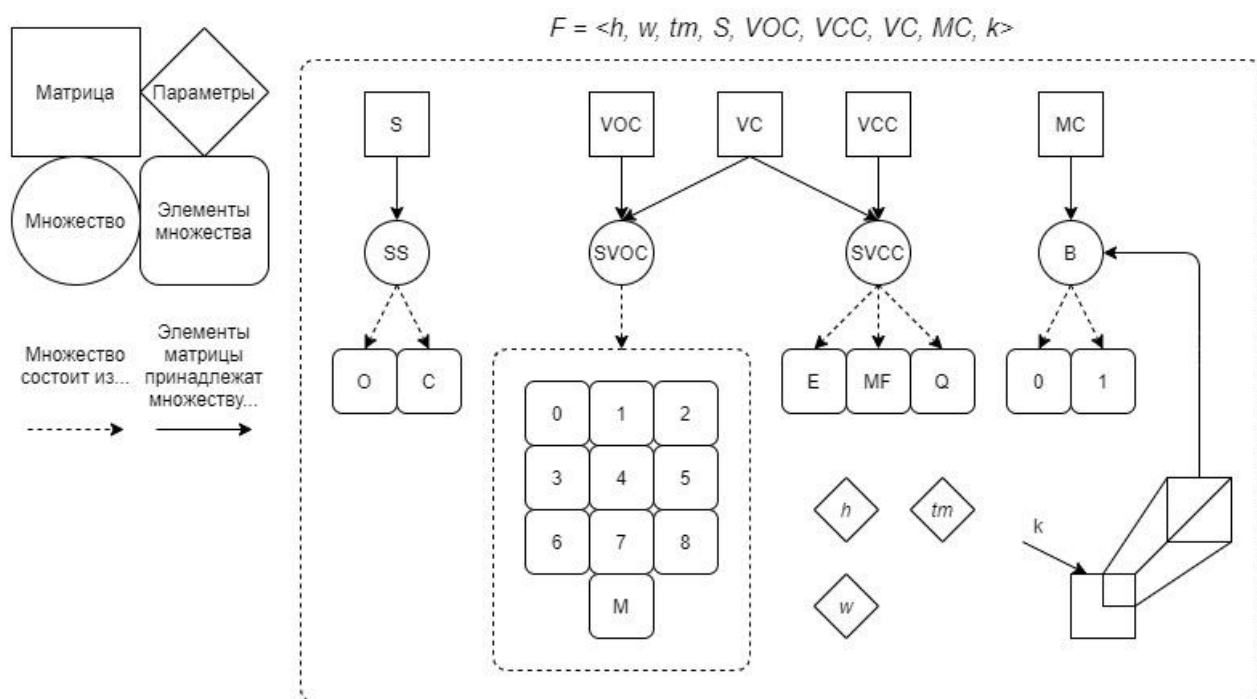 F = <h, w, tm, S, VOC, VCC, VC, MC, k>
Матрица
Параметры
Множество
Элементы
множества
Множество
состоит из...
Элементы
матрицы
принадлежат
множеству...
S
VOC
VC
VCC
MC
SS
SVOC
SVCC
B
O
C
E
MF
Q
0
1
0
1
2
3
4
5
6
7
8
M
h
tm
w
k